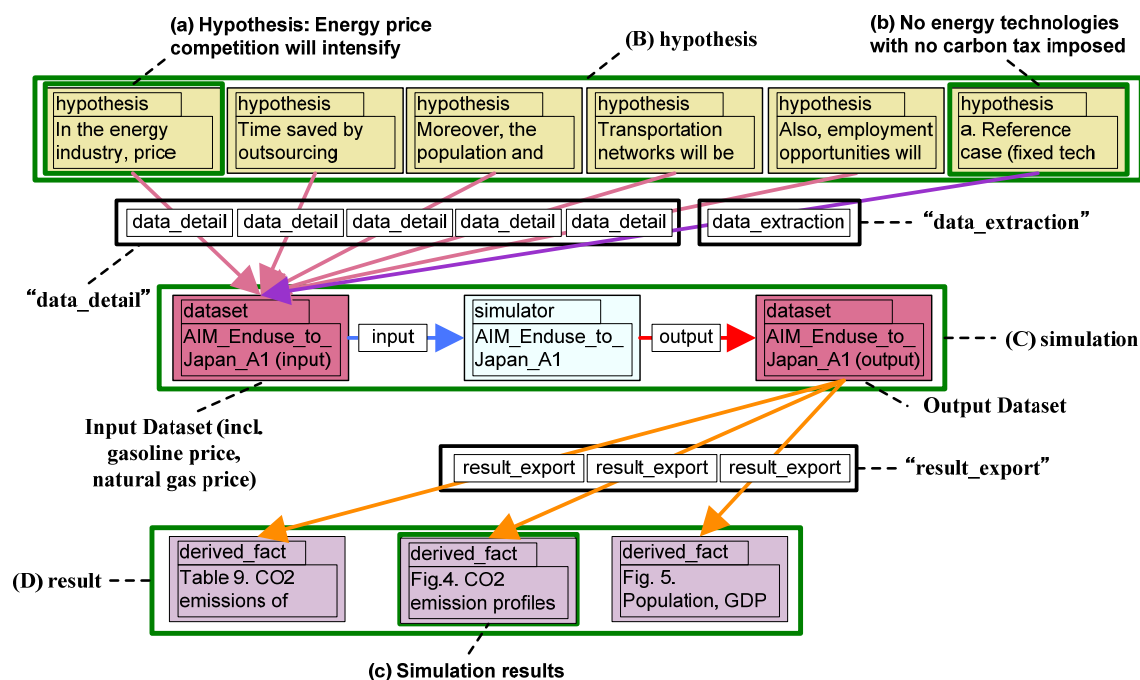 (a) Hypothesis: Energy price
competition will intensify
(B) hypothesis
(b) No energy technologies
with no carbon tax imposed
hypothesis
In the energy
industry, price
hypothesis
Time saved by
outsourcing
hypothesis
Moreover, the
population and
hypothesis
Transportation
networks will be
hypothesis
Also, employment
opportunities will
hypothesis
a. Reference
case (fixed tech
data_detail
data_detail
data_detail
data_detail
data_detail
data_extraction
“data_extraction”
“data_detail”
dataset
AIM_Enduse_to_
Japan_A1 (input)
input
simulator
AIM_Enduse_to_
Japan_A1
output
dataset
AIM_Enduse_to_
Japan_A1 (output)
(C) simulation
Input Dataset (incl.
gasoline price,
natural gas price)
Output Dataset
result_export
result_export
result_export
“result_export”
(D) result
derived_fact
Table 9. CO2
emissions of
derived_fact
Fig.4. CO2
emission profiles
derived_fact
Fig. 5.
Population, GDP
(c) Simulation results